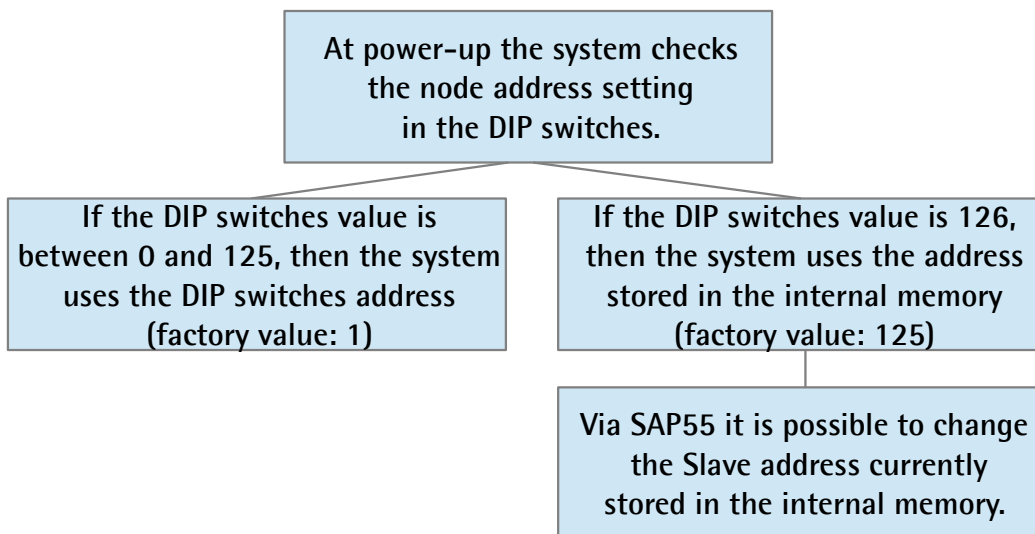 At power-up the system checks
the node address setting
in the DIP switches.
If the DIP switches value is
between 0 and 125, then the system
uses the DIP switches address
(factory value: 1)
If the DIP switches value is 126,
then the system uses the address
stored in the internal memory
(factory value: 125)
Via SAP55 it is possible to change
the Slave address currently
stored in the internal memory.